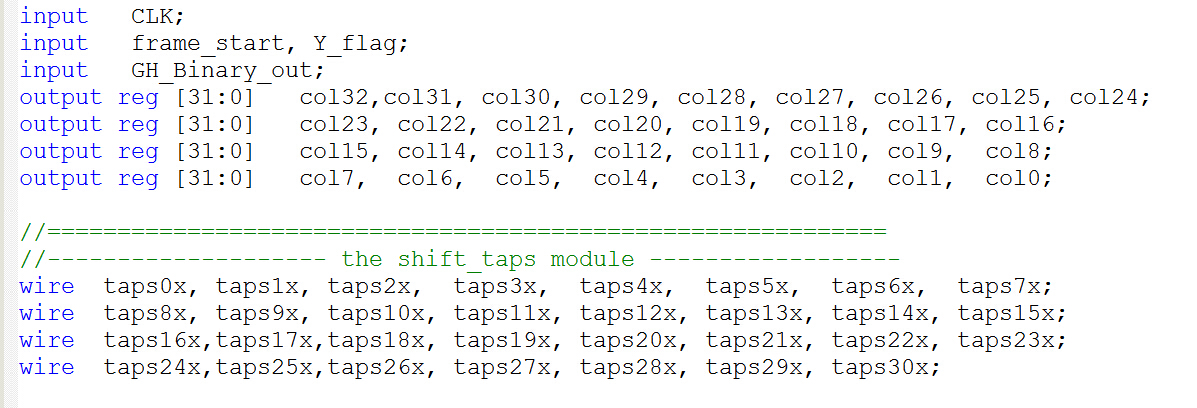 input   CLK;
input   frame_start, Y_flag;
input   GH_Binary_out;
output reg [31:0]   col32,col31, col30, col29, col28, col27, col26, col25, col24;
output reg [31:0]   col23, col22, col21, col20, col19, col18, col17, col16;
output reg [31:0]   col15, col14, col13, col12, col11, col10, col9,  col8;
output reg [31:0]   col7,  col6,  col5,  col4,  col3,  col2,  col1,  col0;
//============================================================
//-------------------- the shift_taps module ------------------
wire  taps0x, taps1x, taps2x,  taps3x,  taps4x,  taps5x,  taps6x,  taps7x;
wire  taps8x, taps9x, taps10x, taps11x, taps12x, taps13x, taps14x, taps15x;
wire  taps16x,taps17x,taps18x, taps19x, taps20x, taps21x, taps22x, taps23x;
wire  taps24x,taps25x,taps26x, taps27x, taps28x, taps29x, taps30x;